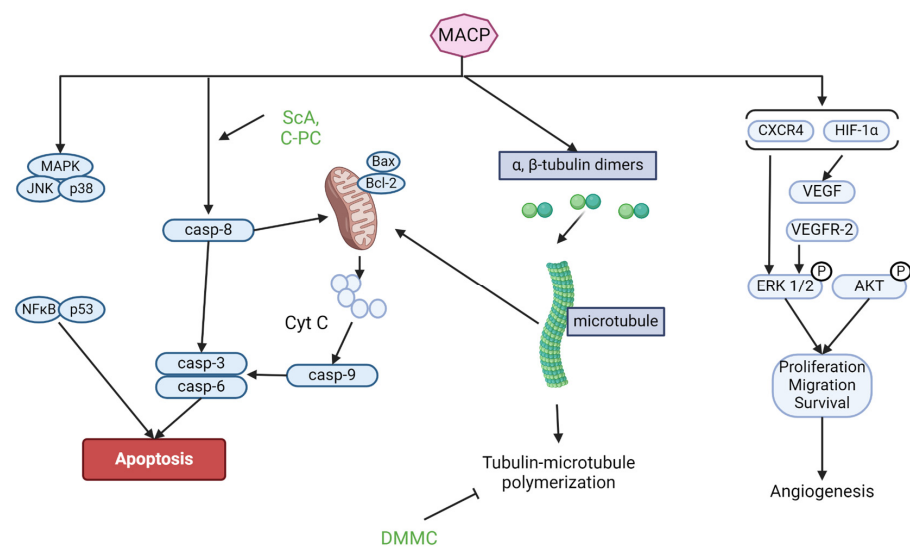 MACP
ScA,
C-PC
CXCR4
HIF-1α
MAPK
JNK
p38
Bax
Bcl-2
α, β-tubulin dimers
VEGF
casp-8
VEGFR-2
P
P
ERK 1/2
AKT
NFκB
p53
Cyt C
microtubule
casp-3
casp-6
casp-9
Proliferation
Migration
Survival
Apoptosis
Tubulin-microtubule
polymerization
Angiogenesis
DMMC